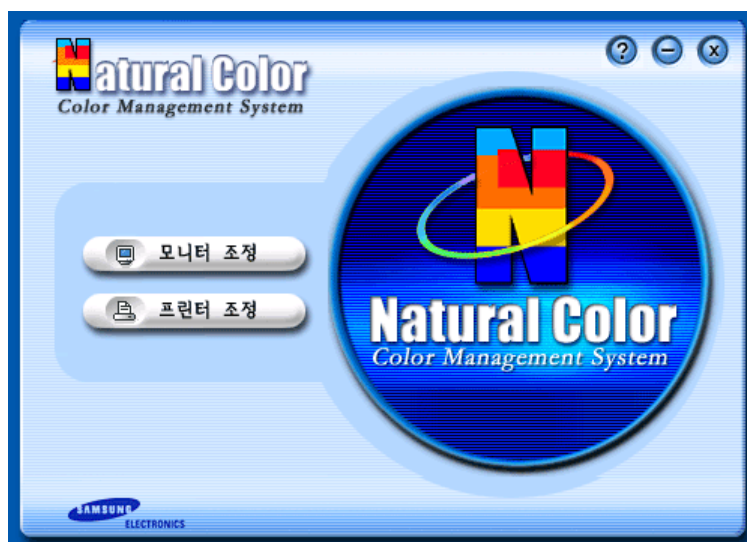 Natural Color
Color Management System
? - x
모니터 조정
프린터 조정
N
Natural Color
Color Management System
SAMSUNG
ELECTRONICS